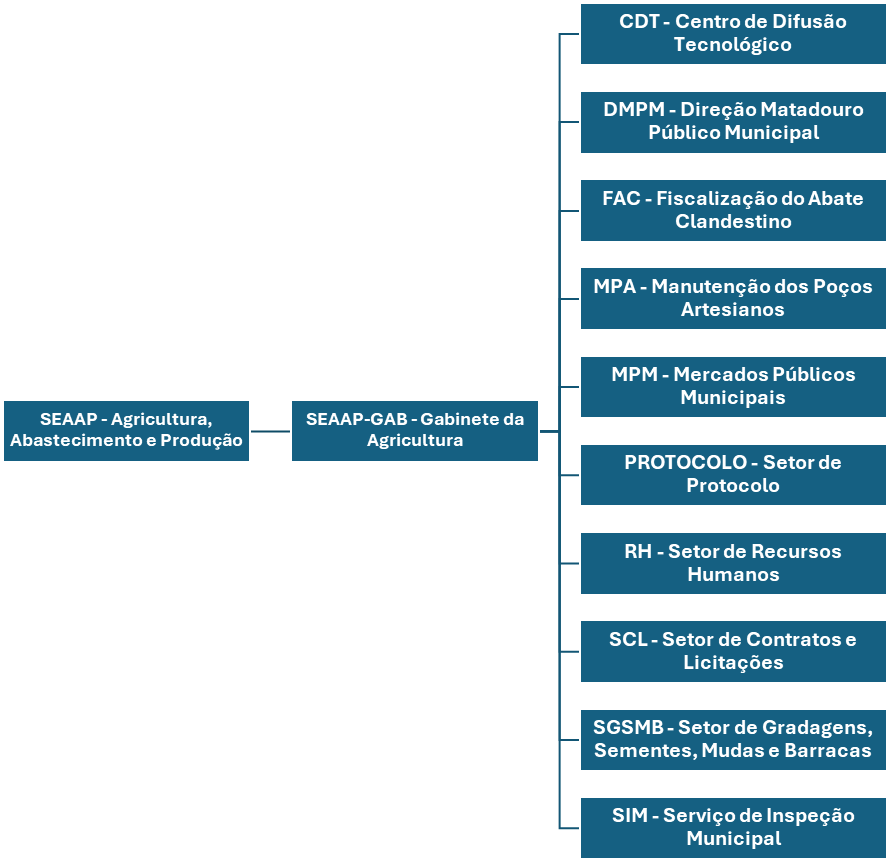 CDT - Centro de Difusão
Tecnológico
DMPM - Direção Matadouro
Público Municipal
FAC - Fiscalização do Abate
Clandestino
MPA - Manutenção dos Poços
Artesianos
MPM - Mercados Públicos
Municipais
SEAAP - Agricultura,
Abastecimento e Produção
SEAAP-GAB - Gabinete da
Agricultura
PROTOCOLO - Setor de
Protocolo
RH - Setor de Recursos
Humanos
SCL - Setor de Contratos e
Licitações
SGSMB - Setor de Gradagens,
Sementes, Mudas e Barracas
SIM - Serviço de Inspeção
Municipal